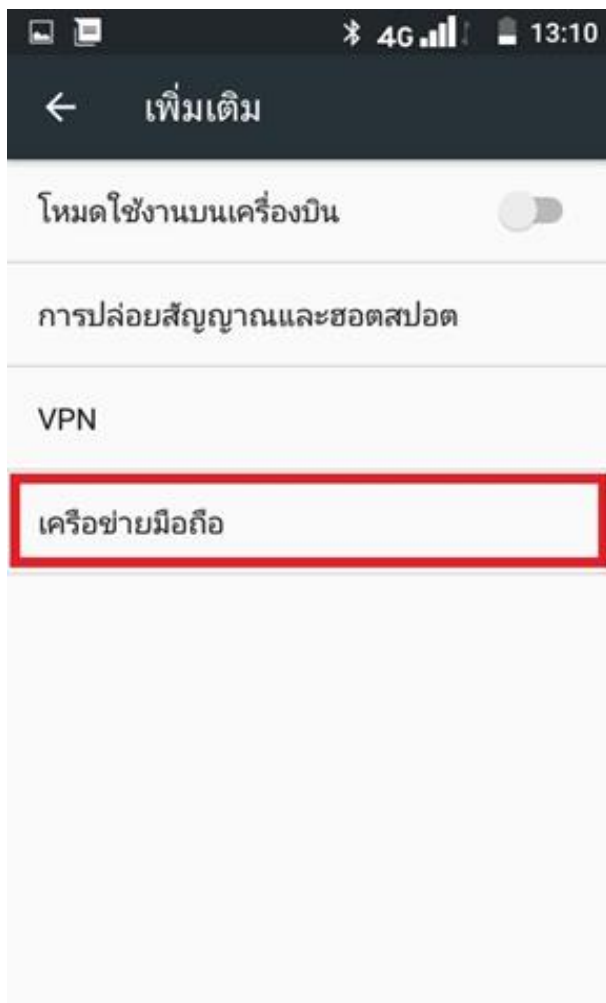 4G 13:10
เพิ่มเติม
โหมดใช้งานบนเครื่องบิน
การปล่อยสัญญาณและฮอตสปอต
VPN
เครือข่ายมือถือ